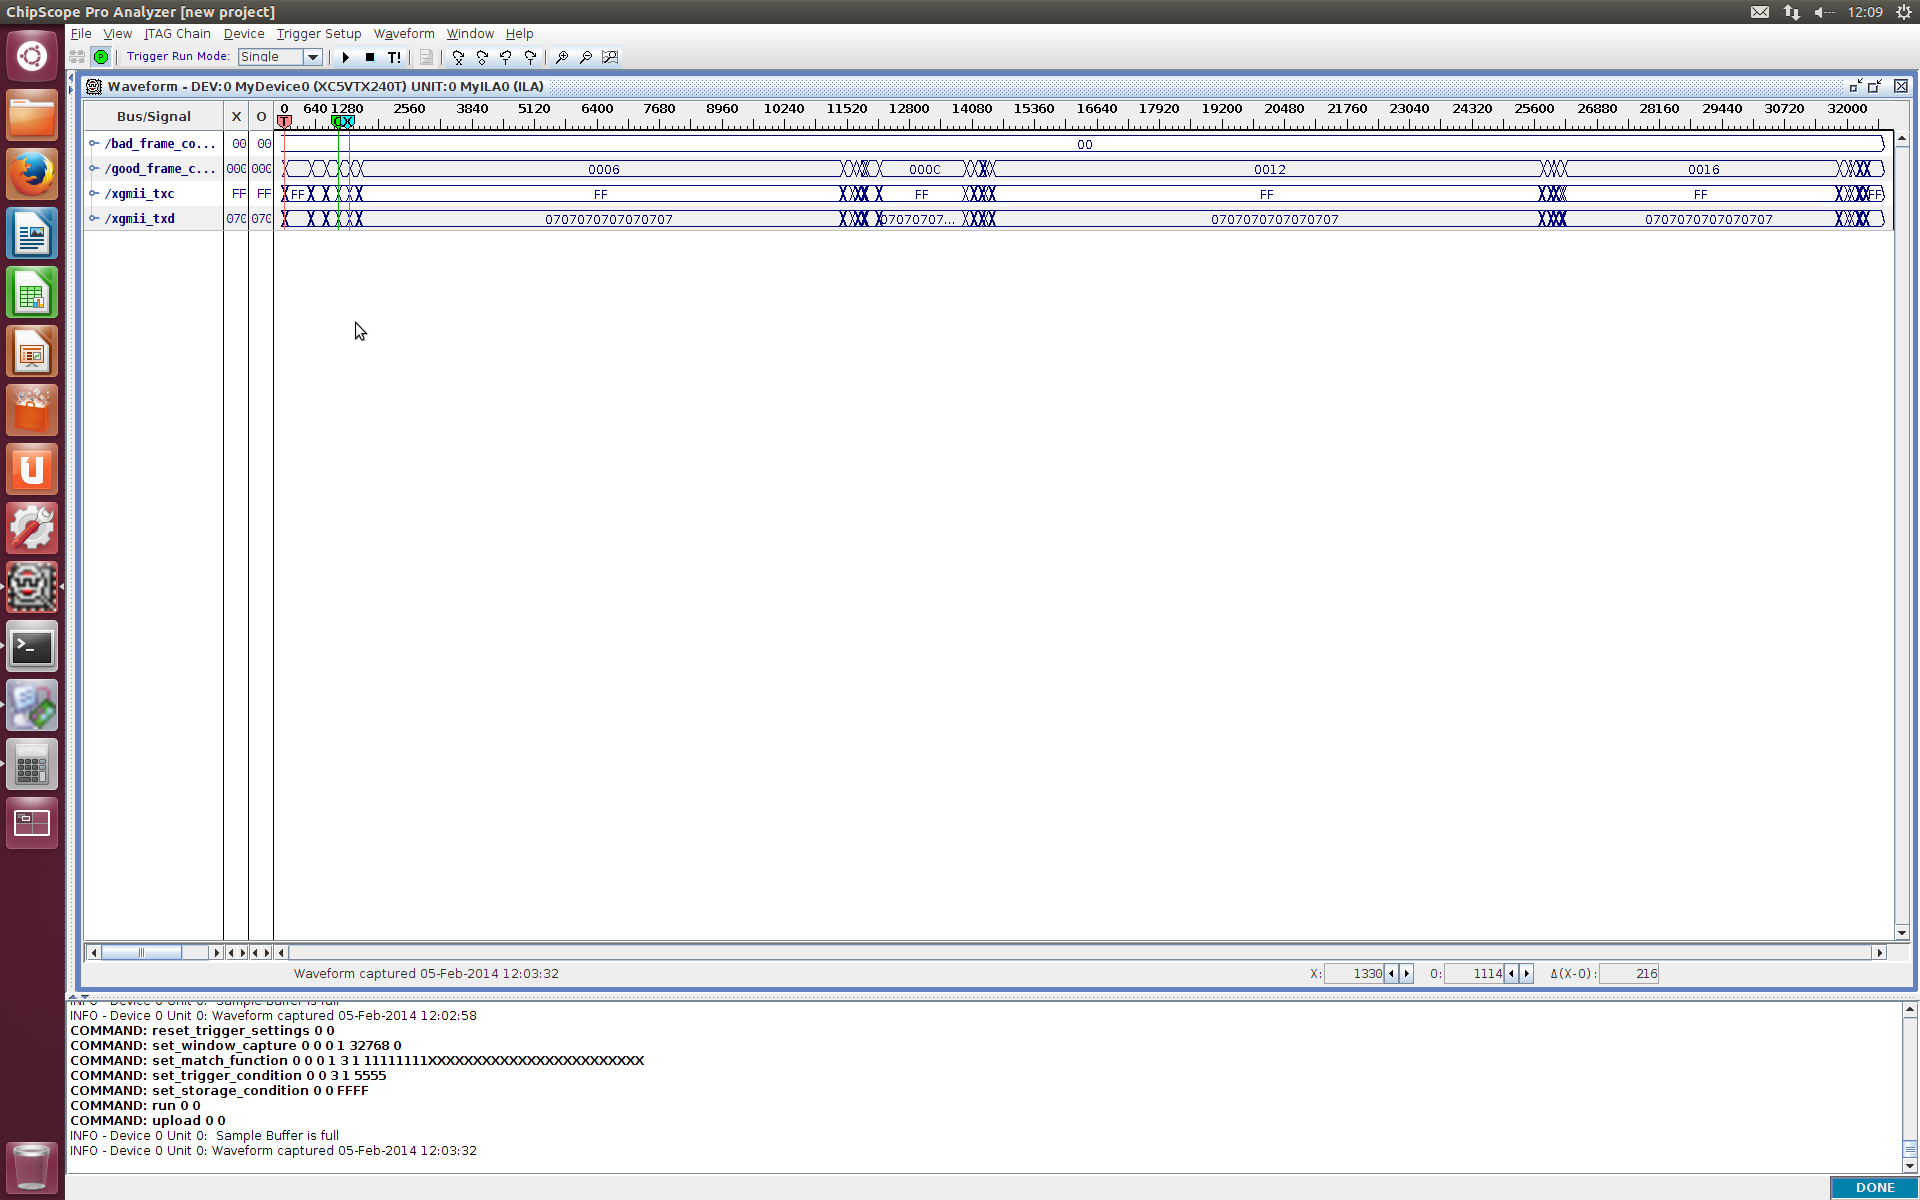 ChipScope Pro Analyzer [new project]
12:09
File View JTAG Chain Device Trigger Setup Waveform Window Help
Trigger Run Mode: Single T!
Waveform - DEV:0 MyDevice0 (XC5VTX240T) UNIT:0 MyILA0 (ILA)
Bus/Signal X O 0 640 1280 2560 3840 5120 6400 7680 8960 10240 11520 12800 14080 15360 16640 17920 19200 20480 21760 23040 24320 25600 26880 28160 29440 30720 32000
T O X
/bad_frame_co... 00 00 00
/good_frame_c... 000 000 0006 000C 0012 0016
/xgmii_txc FF FF FF FF FF FF FF FF
/xgmii_txd 070 070 0707070707070707 07070707... 0707070707070707 0707070707070707
Waveform captured 05-Feb-2014 12:03:32 X: 1330 O: 1114 Δ(X-O): 216
INFO - Device 0 Unit 0: Sample Buffer is full
INFO - Device 0 Unit 0: Waveform captured 05-Feb-2014 12:02:58
COMMAND: reset_trigger_settings 0 0
COMMAND: set_window_capture 0 0 0 1 32768 0
COMMAND: set_match_function 0 0 0 1 3 1 11111111XXXXXXXXXXXXXXXXXXXXXXXX
COMMAND: set_trigger_condition 0 0 3 1 5555
COMMAND: set_storage_condition 0 0 FFFF
COMMAND: run 0 0
COMMAND: upload 0 0
INFO - Device 0 Unit 0: Sample Buffer is full
INFO - Device 0 Unit 0: Waveform captured 05-Feb-2014 12:03:32
DONE